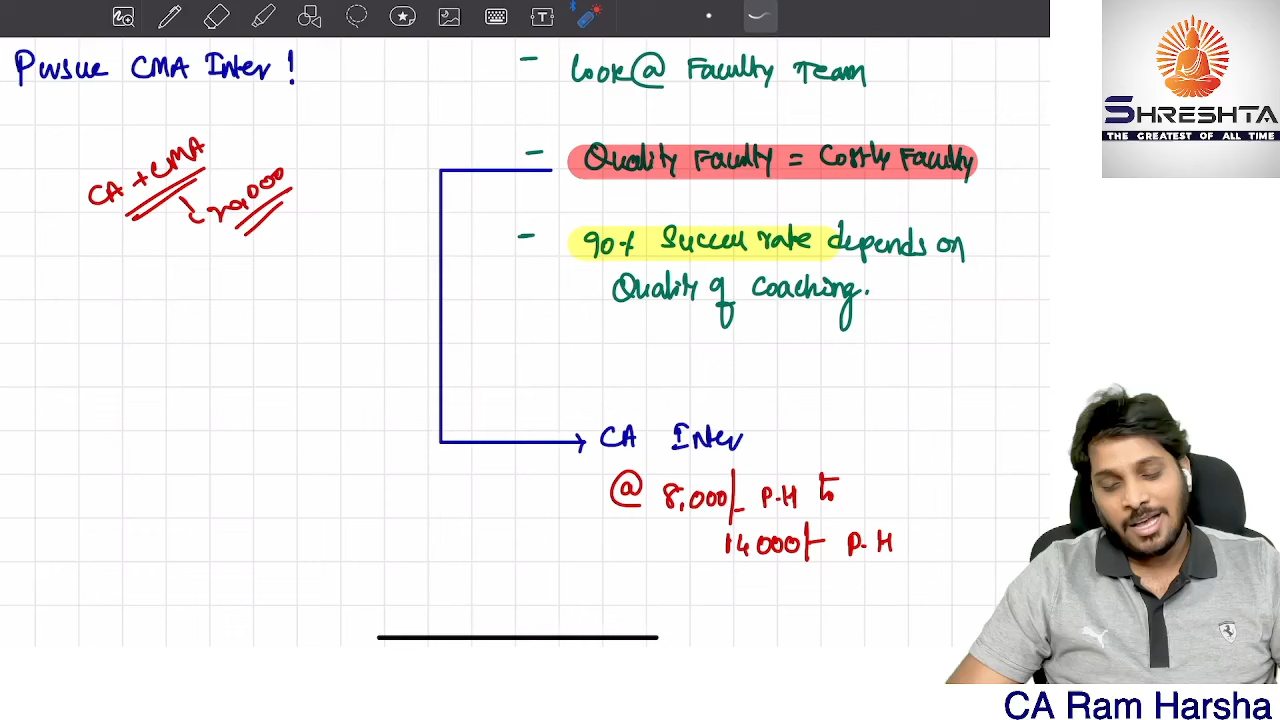 Pursue CMA Inter !
CA + CMA
20,000
- look@ Faculty Team
- Quality Faculty = Costly Faculty
- 90% Success rate depends on
Quality of Coaching.
CA Inter
@ 8,000/- P.H to
14000/- P.H
SHRESHTA
THE GREATEST OF ALL TIME
CA Ram Harsha